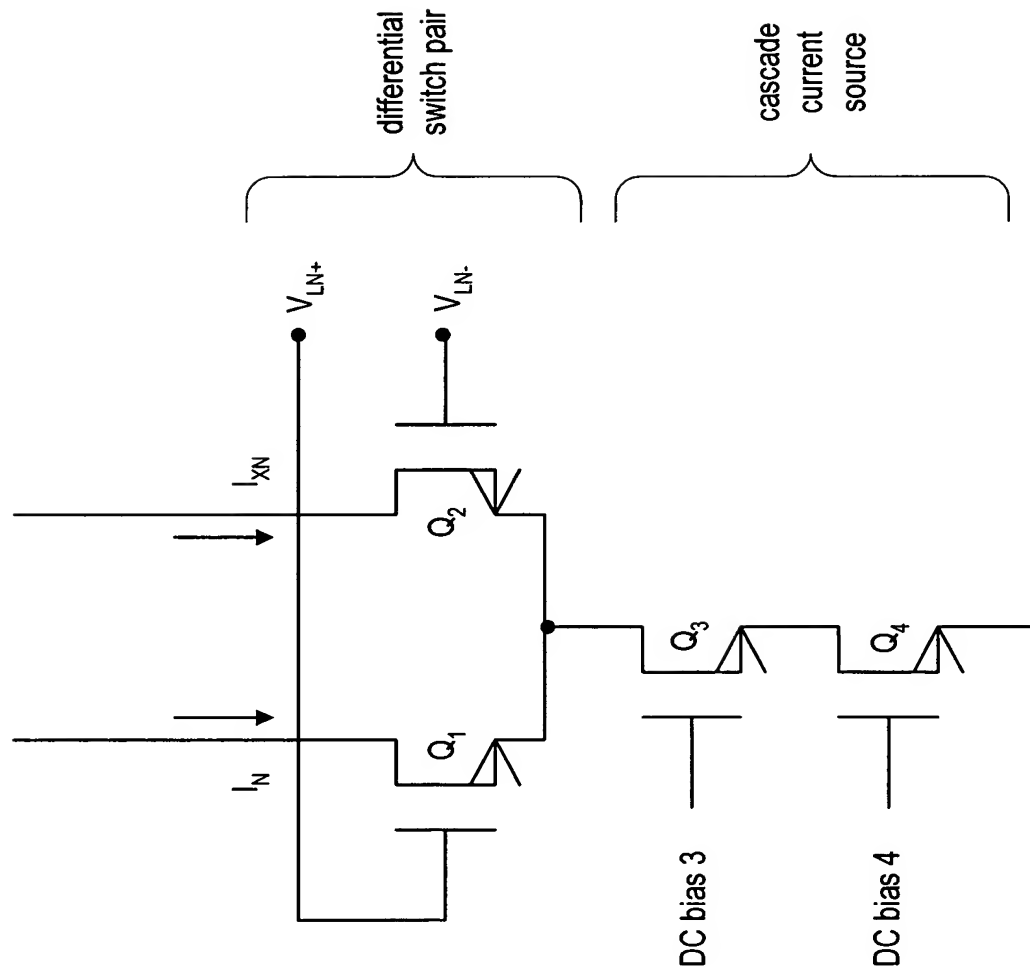 I_N
I_XN
V_LN+
V_LN-
Q_1
Q_2
Q_3
Q_4
DC bias 3
DC bias 4
differential
switch pair
cascade
current
source